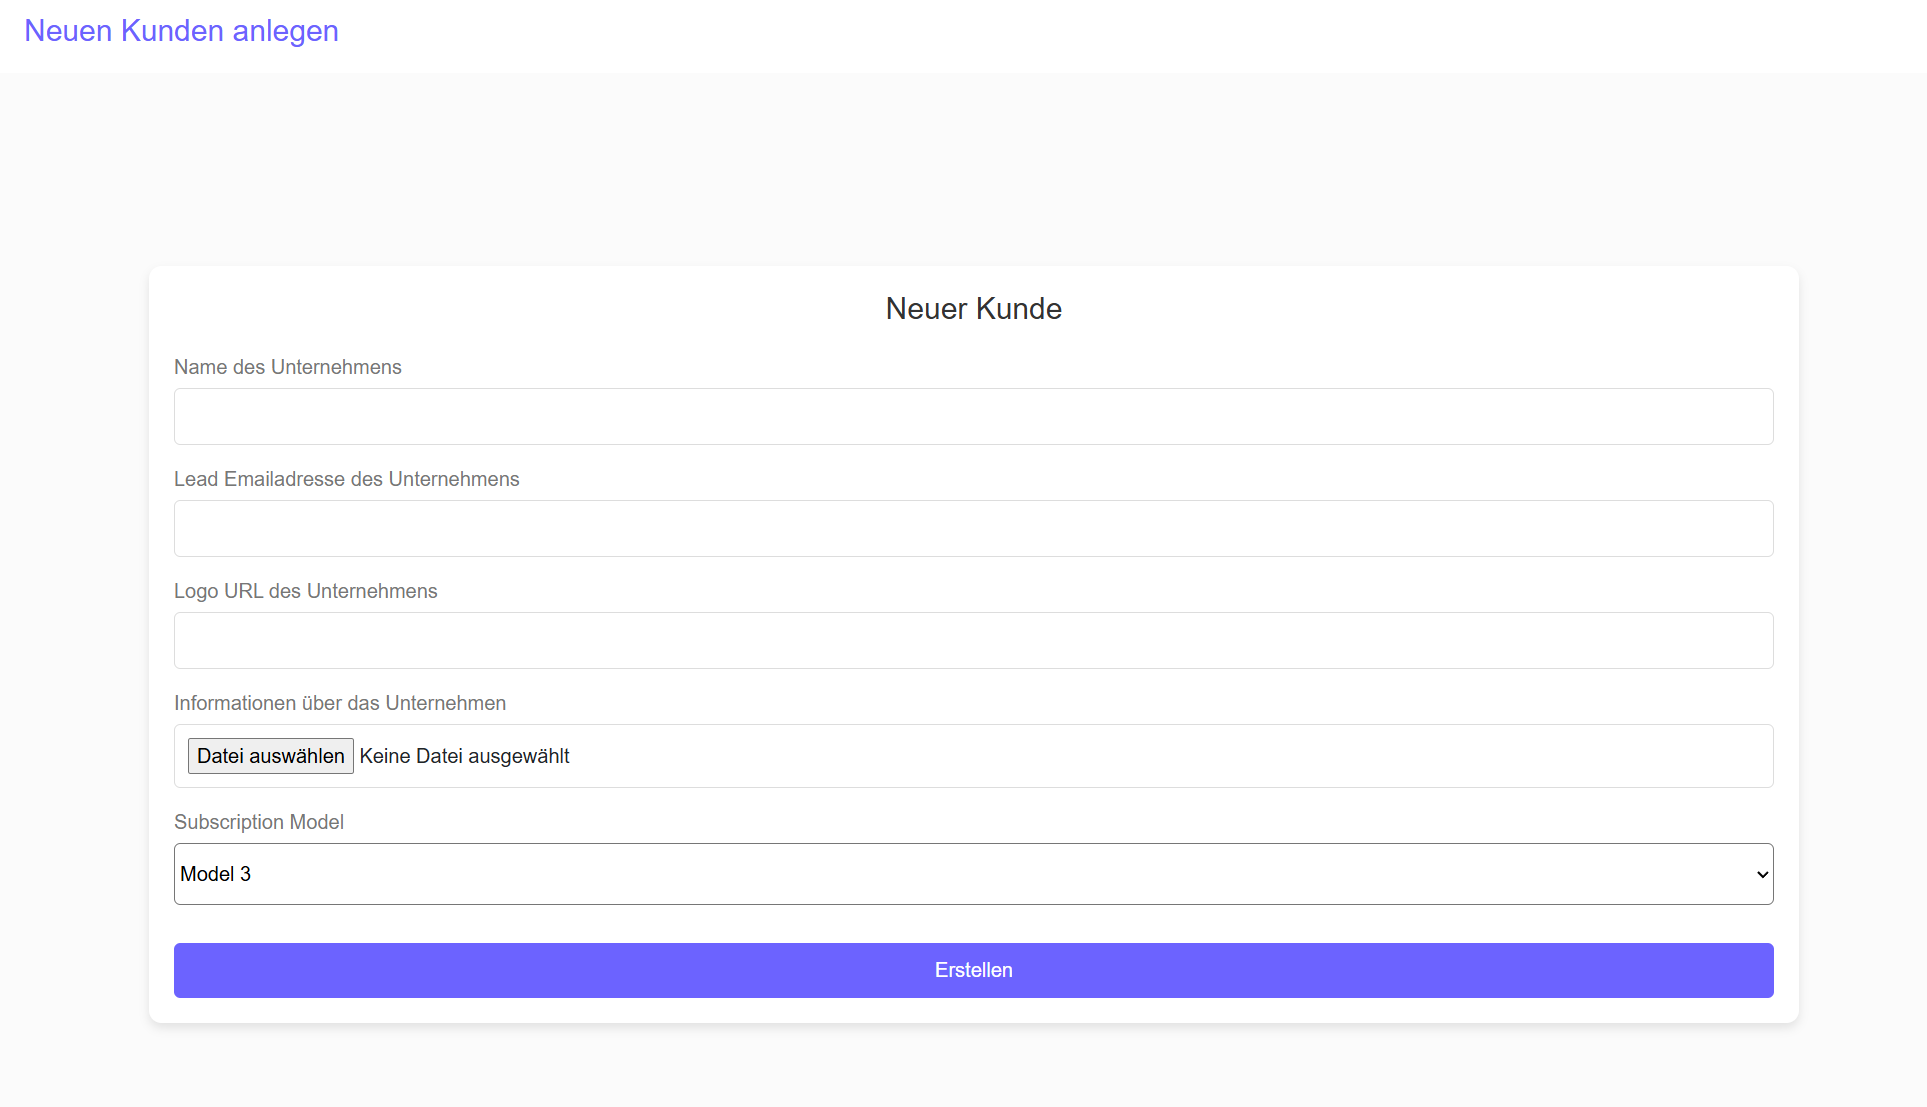 Neuen Kunden anlegen
Neuer Kunde
Name des Unternehmens
Lead Emailadresse des Unternehmens
Logo URL des Unternehmens
Informationen über das Unternehmen
Datei auswählen Keine Datei ausgewählt
Subscription Model
Model 3
Erstellen